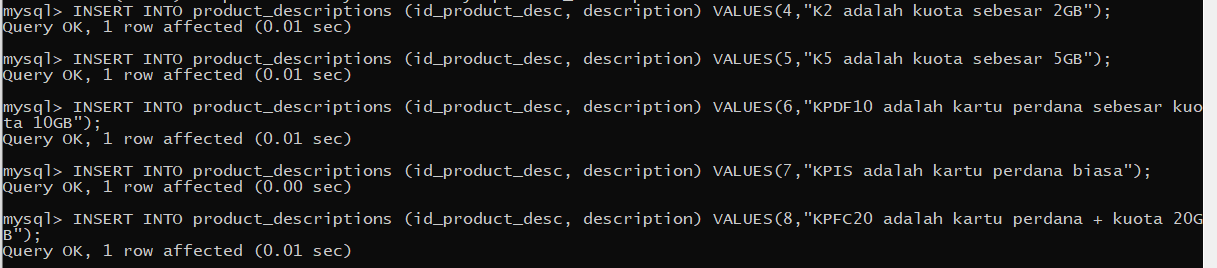 mysql> INSERT INTO product_descriptions (id_product_desc, description) VALUES(4,"K2 adalah kuota sebesar 2GB");
Query OK, 1 row affected (0.01 sec)
mysql> INSERT INTO product_descriptions (id_product_desc, description) VALUES(5,"K5 adalah kuota sebesar 5GB");
Query OK, 1 row affected (0.01 sec)
mysql> INSERT INTO product_descriptions (id_product_desc, description) VALUES(6,"KPDF10 adalah kartu perdana sebesar kuo
ta 10GB");
Query OK, 1 row affected (0.01 sec)
mysql> INSERT INTO product_descriptions (id_product_desc, description) VALUES(7,"KPIS adalah kartu perdana biasa");
Query OK, 1 row affected (0.00 sec)
mysql> INSERT INTO product_descriptions (id_product_desc, description) VALUES(8,"KPFC20 adalah kartu perdana + kuota 20G
B");
Query OK, 1 row affected (0.01 sec)